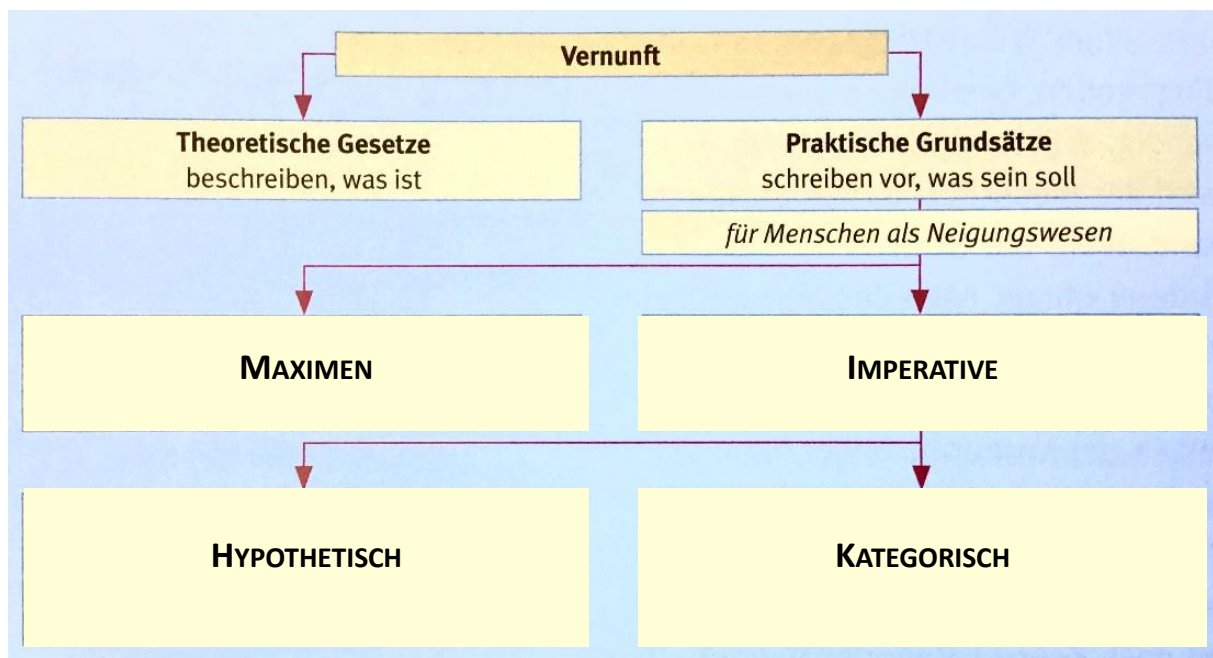 Vernunft
Theoretische Gesetze
beschreiben, was ist
Praktische Grundsätze
schreiben vor, was sein soll
für Menschen als Neigungswesen
MAXIMEN
IMPERATIVE
HYPOTHETISCH
KATEGORISCH